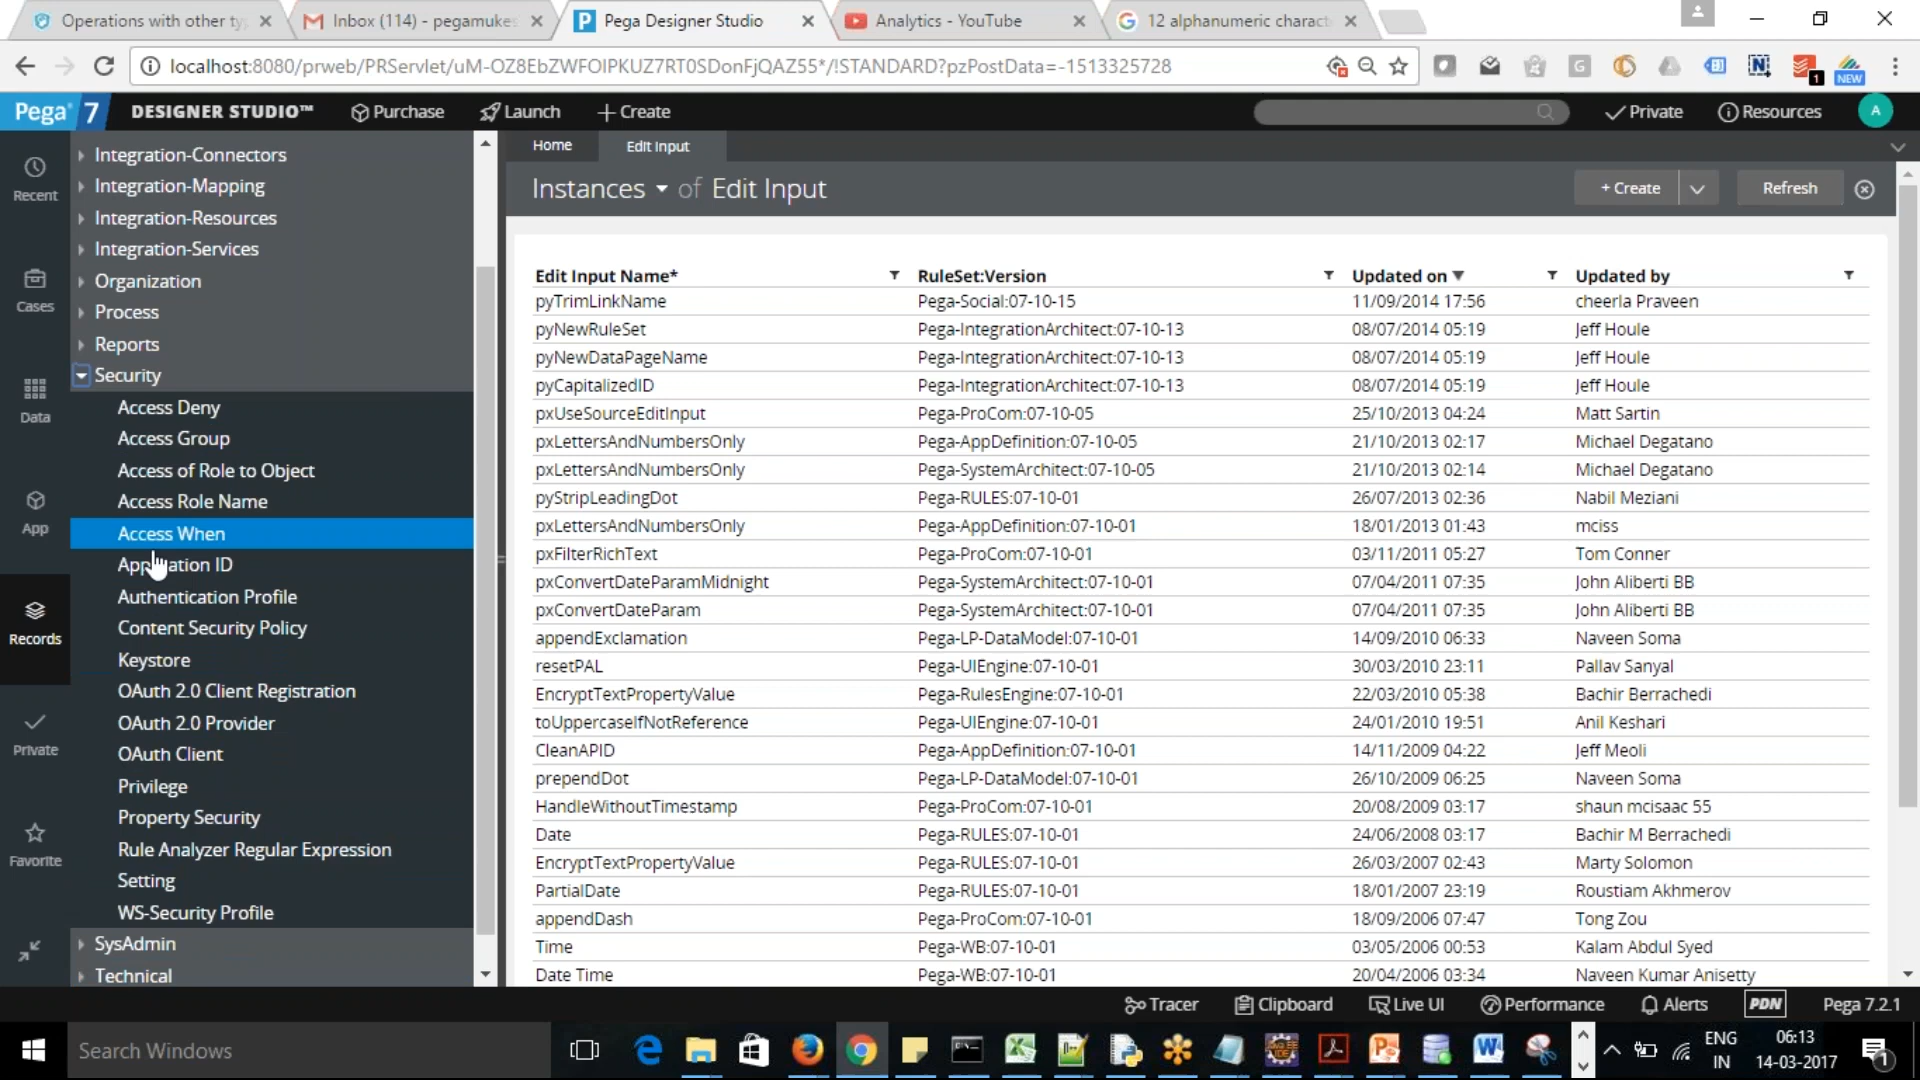 Operations with other ty
Inbox (114) - pegamukes
Pega Designer Studio
Analytics - YouTube
12 alphanumeric charact
localhost:8080/prweb/PRServlet/uM-OZ8EbZWFOIPKUZ7RT0SDonFjQAZ55*/!STANDARD?pzPostData=-1513325728
1
NEW
Pega 7
DESIGNER STUDIO™
Purchase
Launch
+ Create
Private
Resources
A
Recent
Cases
Data
App
Records
Private
Favorite
Integration-Connectors
Integration-Mapping
Integration-Resources
Integration-Services
Organization
Process
Reports
Security
Access Deny
Access Group
Access of Role to Object
Access Role Name
Access When
Application ID
Authentication Profile
Content Security Policy
Keystore
OAuth 2.0 Client Registration
OAuth 2.0 Provider
OAuth Client
Privilege
Property Security
Rule Analyzer Regular Expression
Setting
WS-Security Profile
SysAdmin
Technical
Home
Edit Input
Instances of Edit Input
+ Create
Refresh
Edit Input Name* RuleSet:Version Updated on Updated by
pyTrimLinkName Pega-Social:07-10-15 11/09/2014 17:56 cheerla Praveen
pyNewRuleSet Pega-IntegrationArchitect:07-10-13 08/07/2014 05:19 Jeff Houle
pyNewDataPageName Pega-IntegrationArchitect:07-10-13 08/07/2014 05:19 Jeff Houle
pyCapitalizedID Pega-IntegrationArchitect:07-10-13 08/07/2014 05:19 Jeff Houle
pxUseSourceEditInput Pega-ProCom:07-10-05 25/10/2013 04:24 Matt Sartin
pxLettersAndNumbersOnly Pega-AppDefinition:07-10-05 21/10/2013 02:17 Michael Degatano
pxLettersAndNumbersOnly Pega-SystemArchitect:07-10-05 21/10/2013 02:14 Michael Degatano
pyStripLeadingDot Pega-RULES:07-10-01 26/07/2013 02:36 Nabil Meziani
pxLettersAndNumbersOnly Pega-AppDefinition:07-10-01 18/01/2013 01:43 mciss
pxFilterRichText Pega-ProCom:07-10-01 03/11/2011 05:27 Tom Conner
pxConvertDateParamMidnight Pega-SystemArchitect:07-10-01 07/04/2011 07:35 John Aliberti BB
pxConvertDateParam Pega-SystemArchitect:07-10-01 07/04/2011 07:35 John Aliberti BB
appendExclamation Pega-LP-DataModel:07-10-01 14/09/2010 06:33 Naveen Soma
resetPAL Pega-UIEngine:07-10-01 30/03/2010 23:11 Pallav Sanyal
EncryptTextPropertyValue Pega-RulesEngine:07-10-01 22/03/2010 05:38 Bachir Berrachedi
toUppercaseIfNotReference Pega-UIEngine:07-10-01 24/01/2010 19:51 Anil Keshari
CleanAPID Pega-AppDefinition:07-10-01 14/11/2009 04:22 Jeff Meoli
prependDot Pega-LP-DataModel:07-10-01 26/10/2009 06:25 Naveen Soma
HandleWithoutTimestamp Pega-ProCom:07-10-01 20/08/2009 03:17 shaun mcisaac 55
Date Pega-RULES:07-10-01 24/06/2008 03:17 Bachir M Berrachedi
EncryptTextPropertyValue Pega-RULES:07-10-01 26/03/2007 02:43 Marty Solomon
PartialDate Pega-RULES:07-10-01 18/01/2007 23:19 Roustiam Akhmerov
appendDash Pega-ProCom:07-10-01 18/09/2006 07:47 Tong Zou
Time Pega-WB:07-10-01 03/05/2006 00:53 Kalam Abdul Syed
Date Time Pega-WB:07-10-01 20/04/2006 03:34 Naveen Kumar Anisetty
Tracer
Clipboard
Live UI
Performance
Alerts
PDN
Pega 7.2.1
Search Windows
ENG
IN
06:13
14-03-2017
1